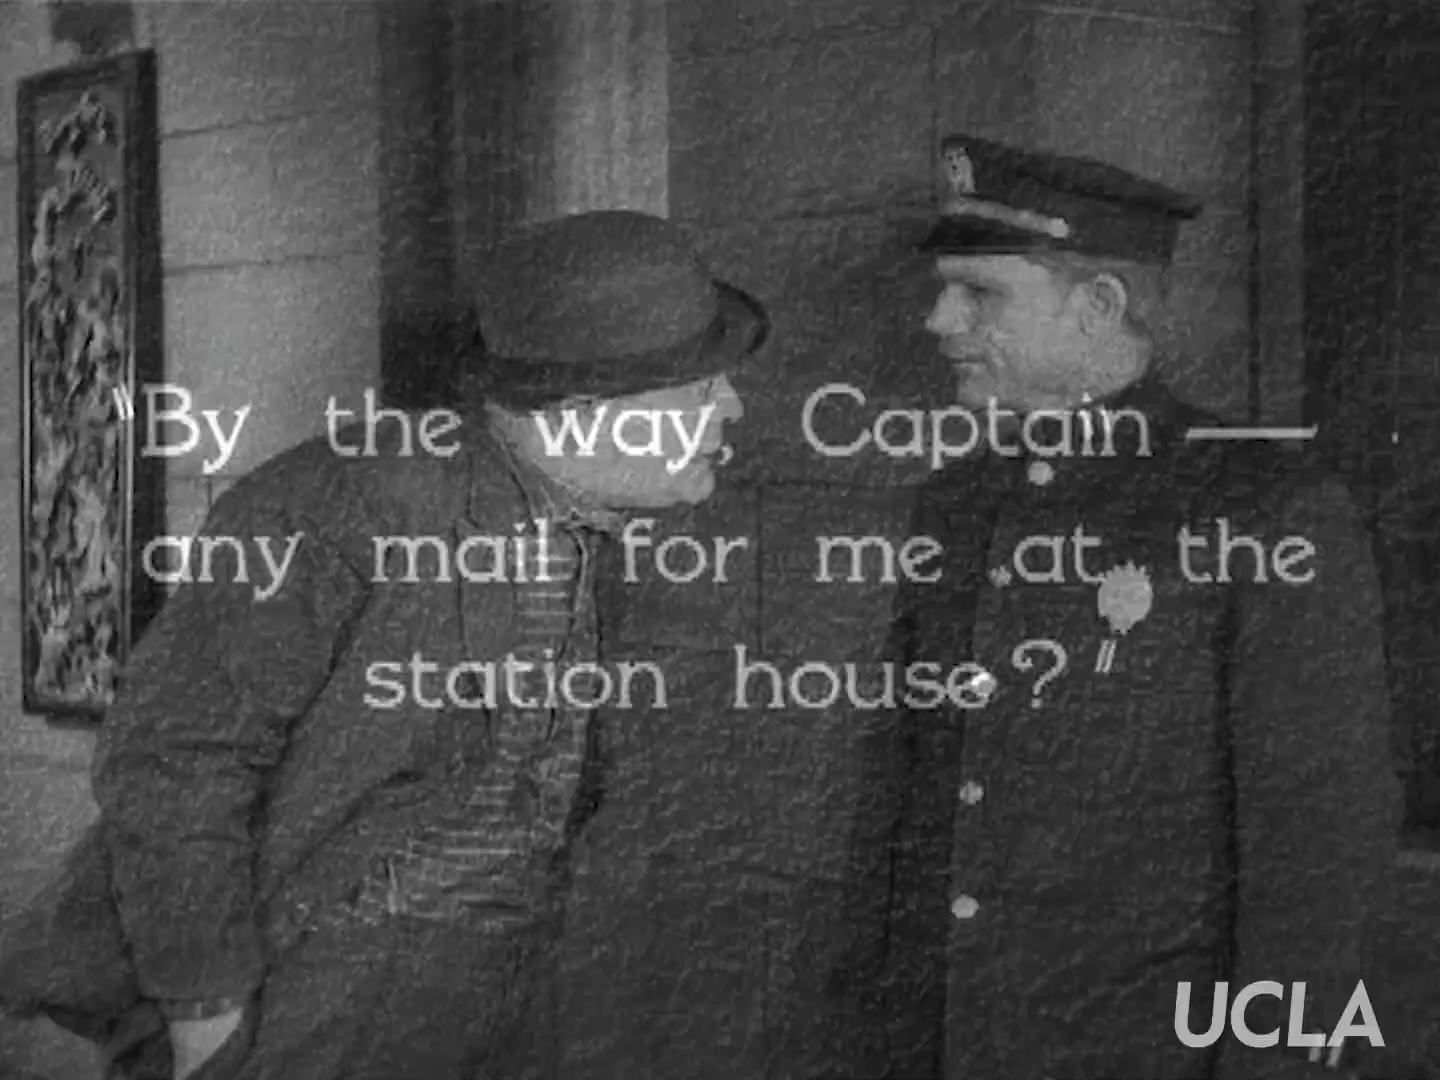 "By the way, Captain —
any mail for me at the
station house?"
UCLA